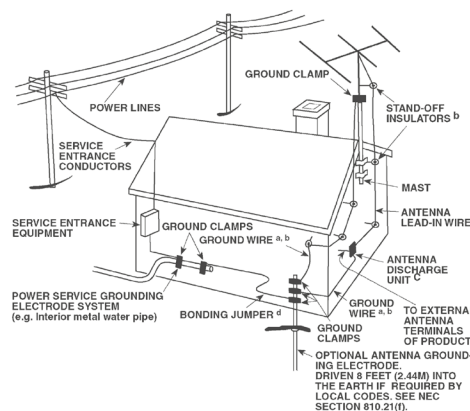 GROUND CLAMP
POWER LINES
STAND-OFF
INSULATORS b
SERVICE
ENTRANCE
CONDUCTORS
MAST
SERVICE ENTRANCE
EQUIPMENT
GROUND CLAMPS
GROUND WIRE a, b
ANTENNA
LEAD-IN WIRE
ANTENNA
DISCHARGE
UNIT C
POWER SERVICE GROUNDING
ELECTRODE SYSTEM
(e.g. Interior metal water pipe)
BONDING JUMPER d
GROUND
WIRE a, b
GROUND
CLAMPS
TO EXTERNA
ANTENNA
TERMINALS
OF PRODUCT
OPTIONAL ANTENNA GROUND-
ING ELECTRODE.
DRIVEN 8 FEET (2.44M) INTO
THE EARTH IF REQUIRED BY
LOCAL CODES. SEE NEC
SECTION 810.21(f).